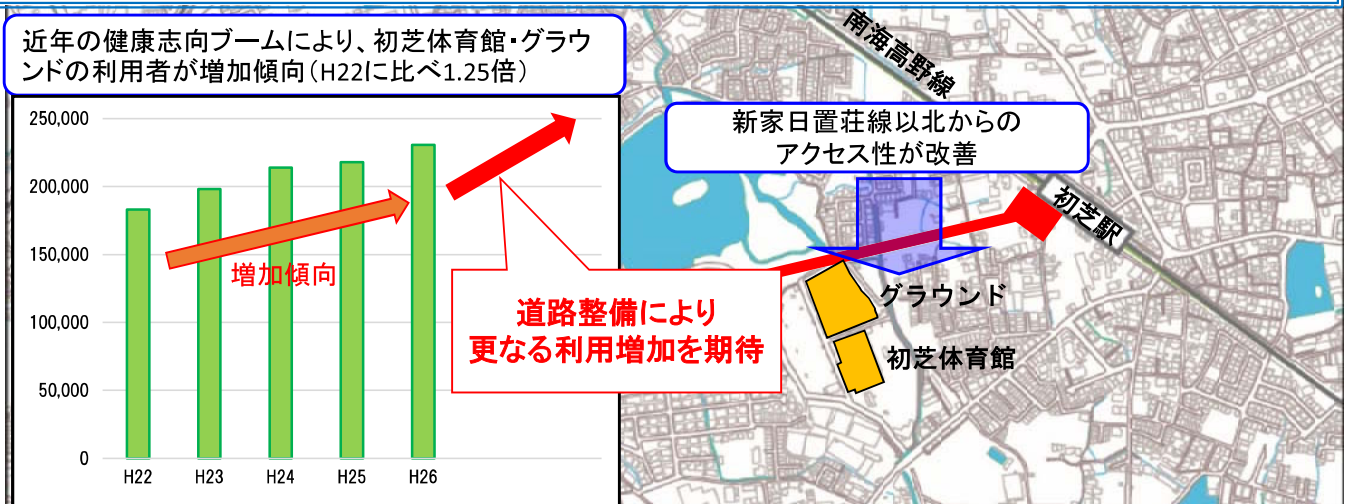 近年の健康志向ブームにより、初芝体育館・グラウ
ンドの利用者が増加傾向(H22に比べ1.25倍)
250,000
200,000
150,000
100,000
50,000
0
H22
H23
H24
H25
H26
増加傾向
道路整備により
更なる利用増加を期待
南海高野線
新家日置荘線以北からの
アクセス性が改善
初芝駅
グラウンド
初芝体育館